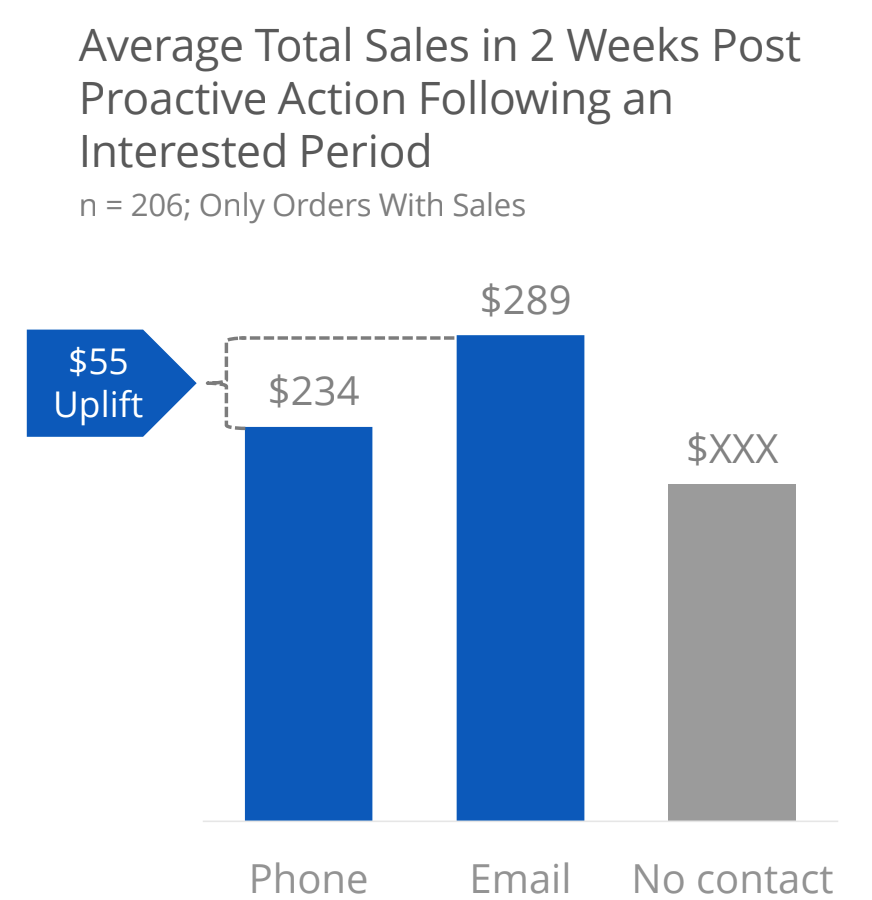 Average Total Sales in 2 Weeks Post
Proactive Action Following an
Interested Period
n = 206; Only Orders With Sales
$289
$55
Uplift
$234
$XXX
Phone
Email
No contact